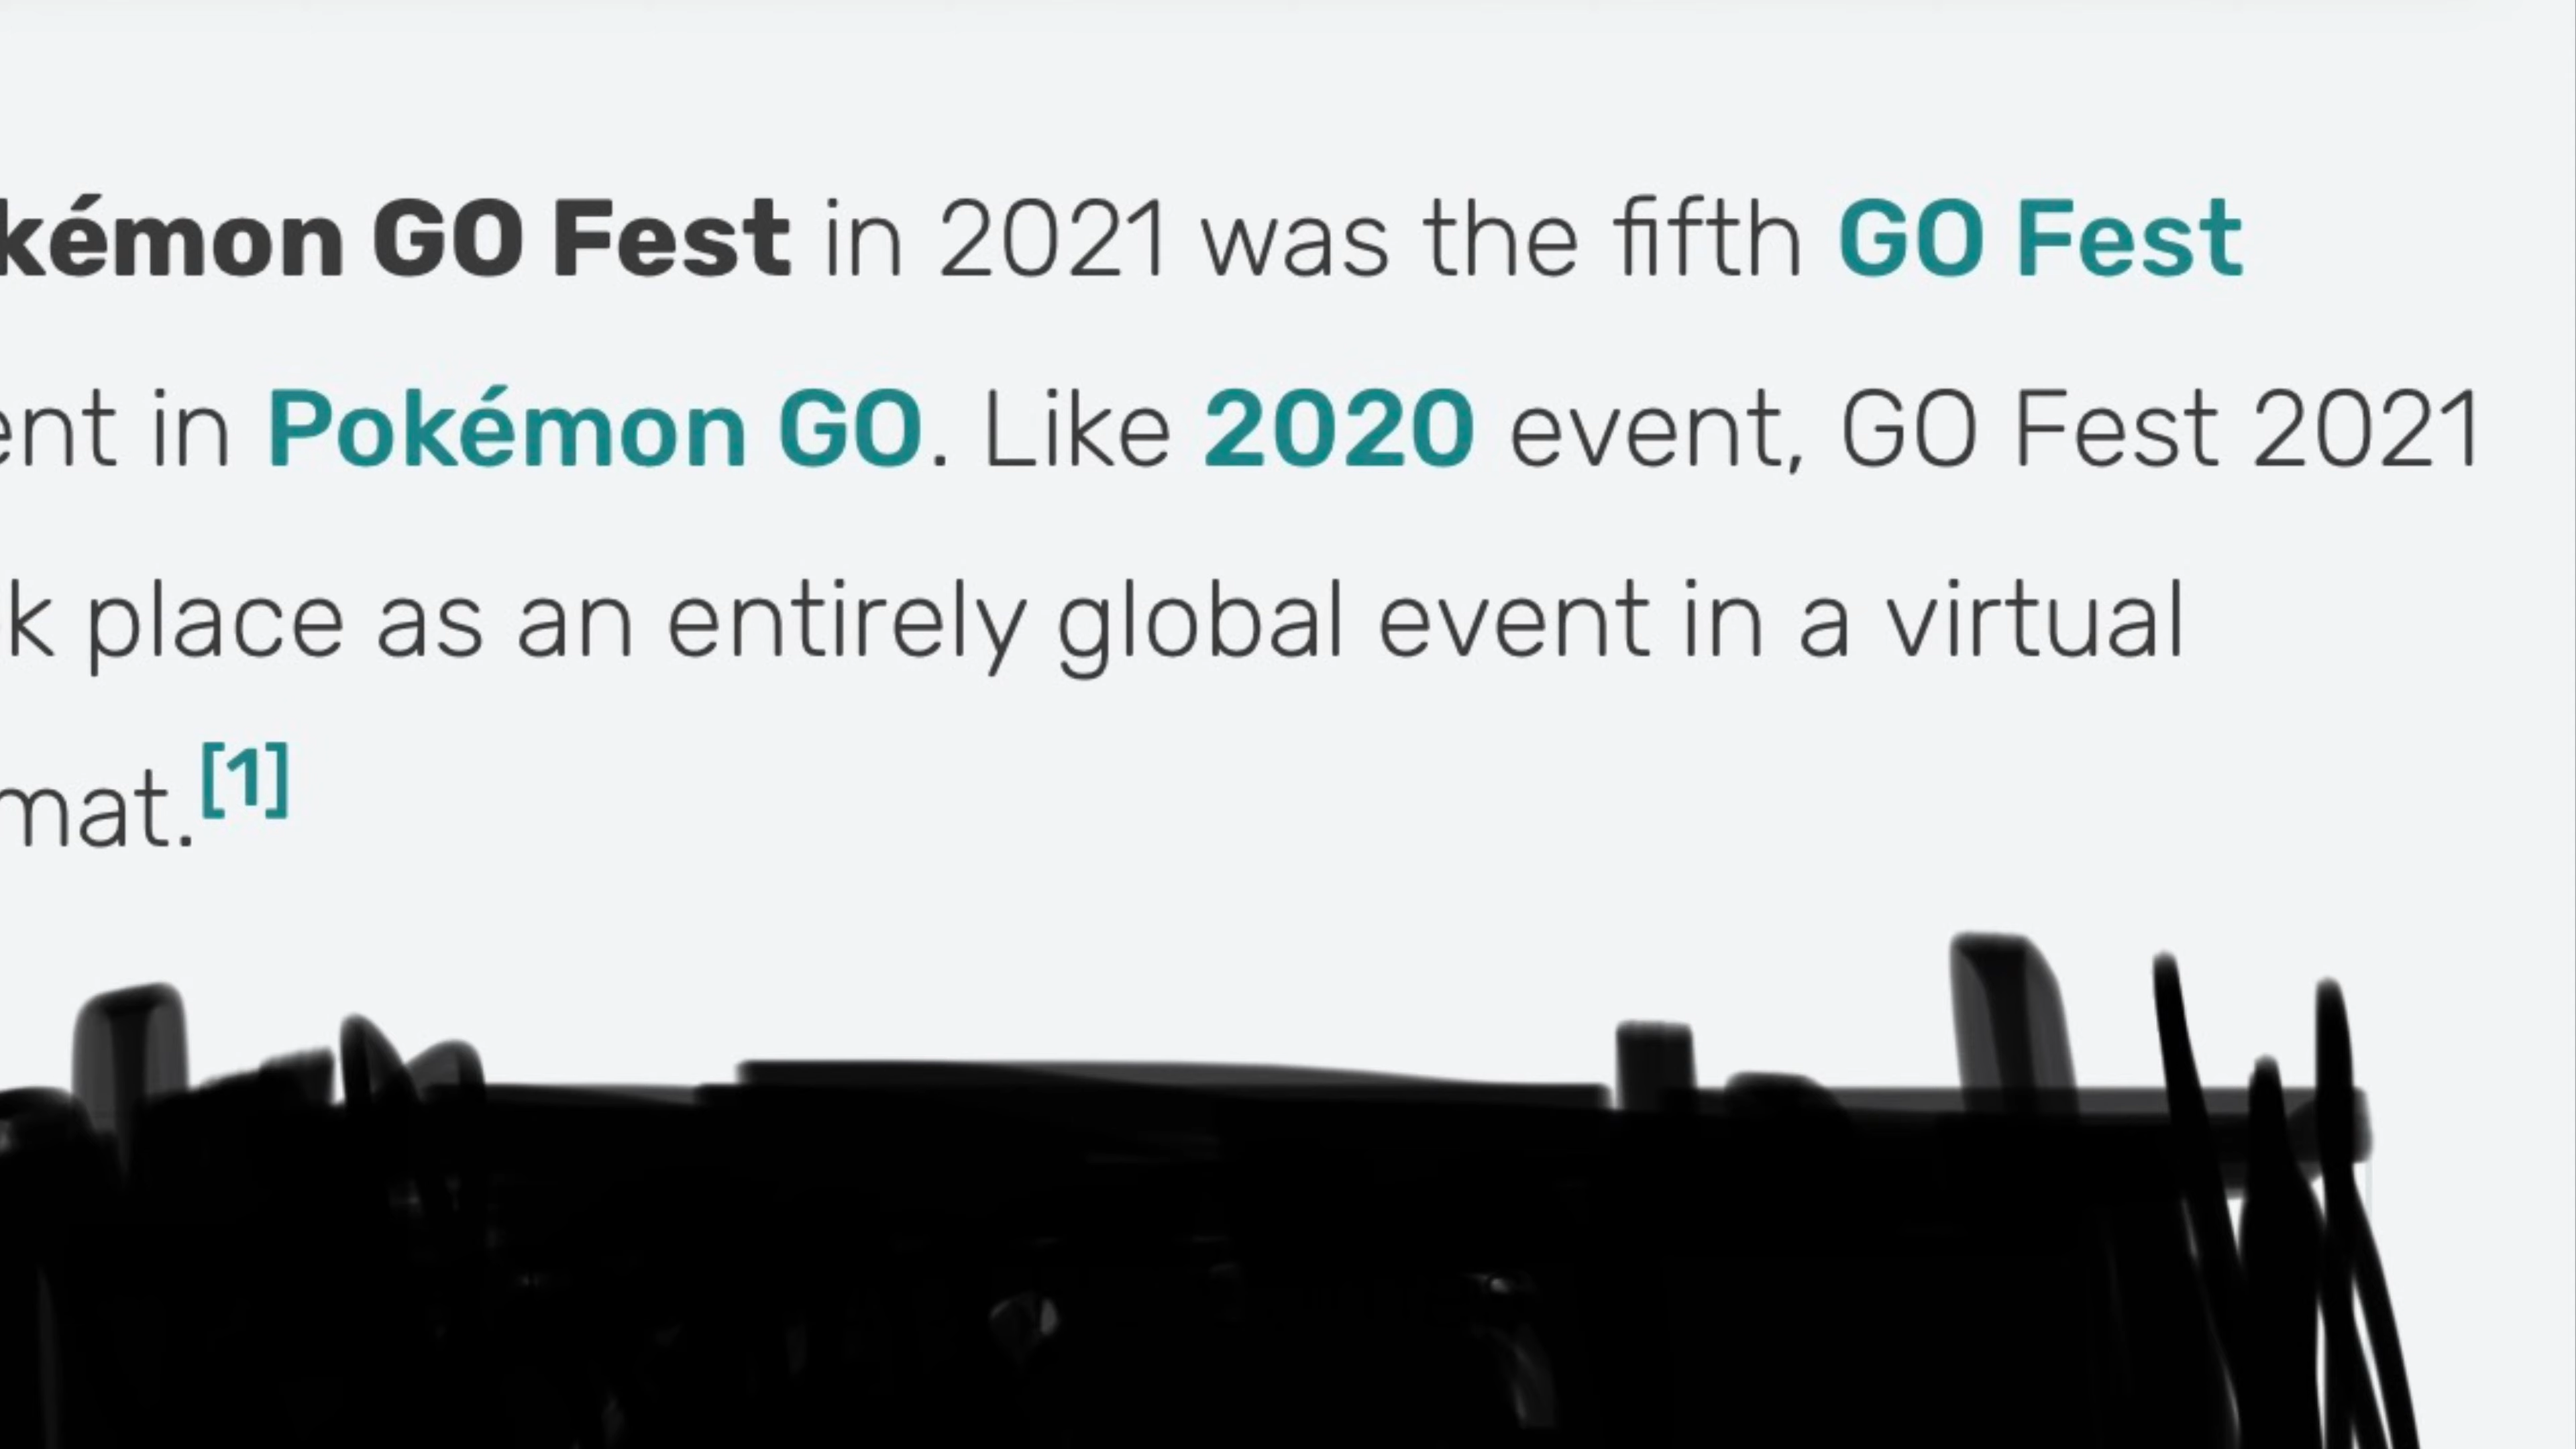 kémon GO Fest in 2021 was the fifth GO Fest
ent in Pokémon GO. Like 2020 event, GO Fest 2021
k place as an entirely global event in a virtual
mat.[1]